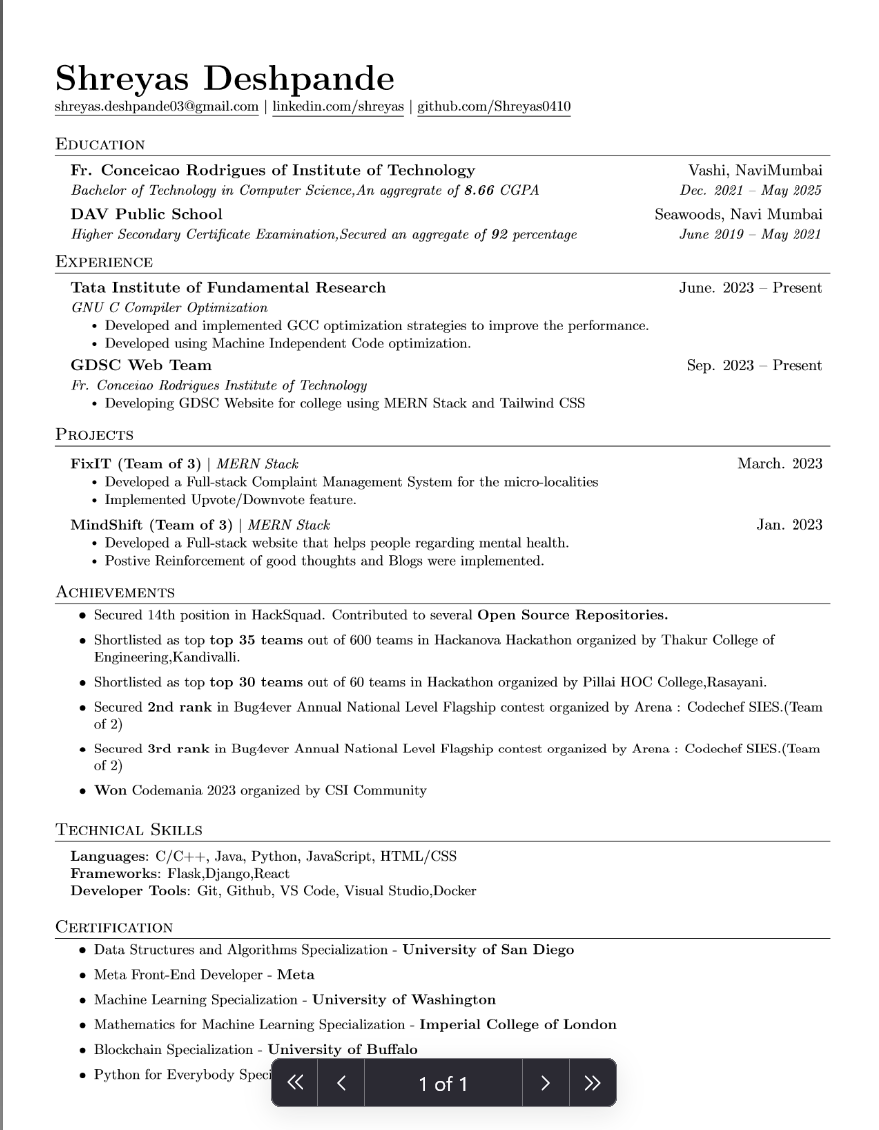 Shreyas Deshpande
shreyas.deshpande03@gmail.com | linkedin.com/shreyas | github.com/Shreyas0410
Education
Fr. Conceicao Rodrigues of Institute of Technology Vashi, NaviMumbai
Bachelor of Technology in Computer Science,An aggregrate of 8.66 CGPA Dec. 2021 – May 2025
DAV Public School Seawoods, Navi Mumbai
Higher Secondary Certificate Examination,Secured an aggregate of 92 percentage June 2019 – May 2021
Experience
Tata Institute of Fundamental Research June. 2023 – Present
GNU C Compiler Optimization
• Developed and implemented GCC optimization strategies to improve the performance.
• Developed using Machine Independent Code optimization.
GDSC Web Team Sep. 2023 – Present
Fr. Conceiao Rodrigues Institute of Technology
• Developing GDSC Website for college using MERN Stack and Tailwind CSS
Projects
FixIT (Team of 3) | MERN Stack March. 2023
• Developed a Full-stack Complaint Management System for the micro-localities
• Implemented Upvote/Downvote feature.
MindShift (Team of 3) | MERN Stack Jan. 2023
• Developed a Full-stack website that helps people regarding mental health.
• Postive Reinforcement of good thoughts and Blogs were implemented.
Achievements
• Secured 14th position in HackSquad. Contributed to several Open Source Repositories.
• Shortlisted as top top 35 teams out of 600 teams in Hackanova Hackathon organized by Thakur College of
Engineering,Kandivalli.
• Shortlisted as top top 30 teams out of 60 teams in Hackathon organized by Pillai HOC College,Rasayani.
• Secured 2nd rank in Bug4ever Annual National Level Flagship contest organized by Arena : Codechef SIES.(Team
of 2)
• Secured 3rd rank in Bug4ever Annual National Level Flagship contest organized by Arena : Codechef SIES.(Team
of 2)
• Won Codemania 2023 organized by CSI Community
Technical Skills
Languages: C/C++, Java, Python, JavaScript, HTML/CSS
Frameworks: Flask,Django,React
Developer Tools: Git, Github, VS Code, Visual Studio,Docker
Certification
• Data Structures and Algorithms Specialization - University of San Diego
• Meta Front-End Developer - Meta
• Machine Learning Specialization - University of Washington
• Mathematics for Machine Learning Specialization - Imperial College of London
• Blockchain Specialization - University of Buffalo
• Python for Everybody Speci
1 of 1